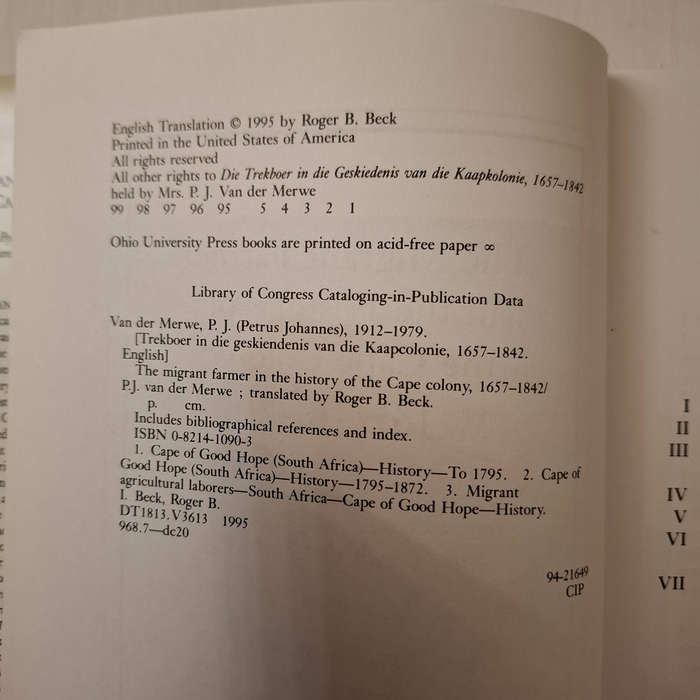 English Translation © 1995 by Roger B. Beck
Printed in the United States of America
All rights reserved
All other rights to Die Trekboer in die Geskiedenis van die Kaapkolonie, 1657–1842
held by Mrs. P. J. Van der Merwe
99 98 97 96 95 5 4 3 2 1
Ohio University Press books are printed on acid-free paper ∞
Library of Congress Cataloging-in-Publication Data
Van der Merwe, P. J. (Petrus Johannes), 1912–1979.
[Trekboer in die geskiendenis van die Kaapcolonie, 1657–1842.
English]
The migrant farmer in the history of the Cape colony, 1657–1842/
P.J. van der Merwe ; translated by Roger B. Beck.
p. cm.
Includes bibliographical references and index.
ISBN 0-8214-1090-3
1. Cape of Good Hope (South Africa)—History—To 1795. 2. Cape of
Good Hope (South Africa)—History—1795–1872. 3. Migrant
agricultural laborers—South Africa—Cape of Good Hope—History.
I. Beck, Roger B.
DT1813.V3613 1995
968.7—dc20
94-21649
CIP
I
II
III
IV
V
VI
VII